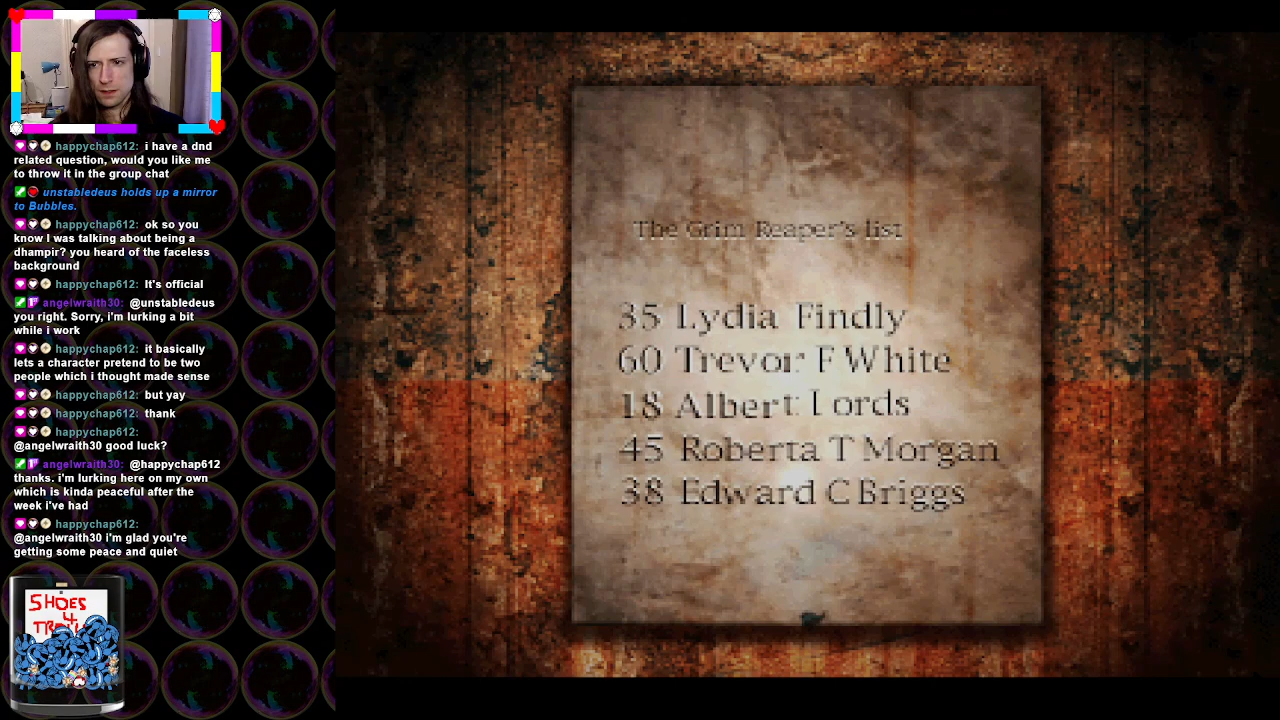 happychap612: i have a dnd
related question, would you like me
to throw it in the group chat
unstabledeus holds up a mirror
to Bubbles.
happychap612: ok so you
know I was talking about being a
dhampir? you heard of the faceless
background
happychap612: It's official
angelwraith30: @unstabledeus
you right. Sorry, i'm lurking a bit
while i work
happychap612: it basically
lets a character pretend to be two
people which i thought made sense
happychap612: but yay
happychap612: thank
happychap612:
@angelwraith30 good luck?
angelwraith30: @happychap612
thanks. i'm lurking here on my own
which is kinda peaceful after the
week i've had
happychap612:
@angelwraith30 i'm glad you're
getting some peace and quiet
SHOES
4
The Grim Reaper's list
35 Lydia Findly
60 Trevor F White
18 Albert Lords
45 Roberta T Morgan
38 Edward C Briggs